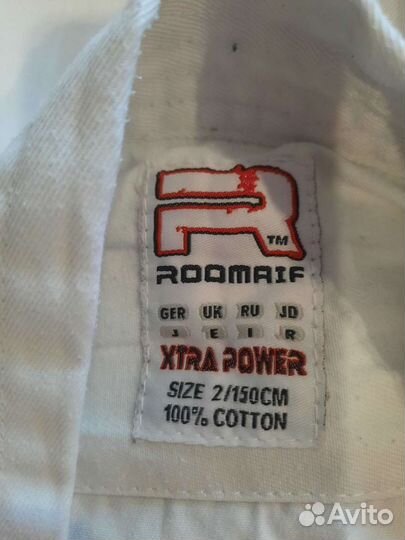 R TM
ROOMAIF
GER UK RU JD
J E I R
XTRA POWER
SIZE 2/150CM
100% COTTON
Avito